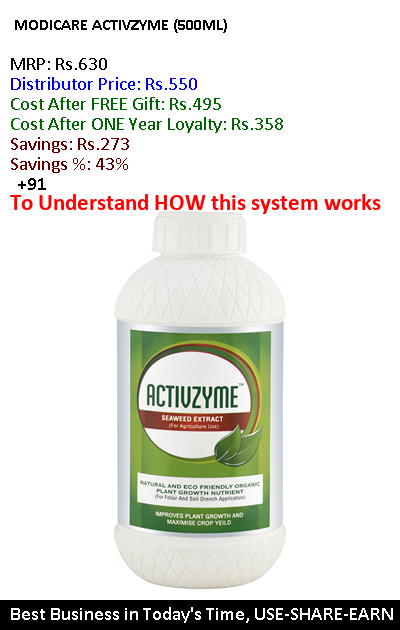 MODICARE ACTIVZYME (500ML)
MRP: Rs.630
Distributor Price: Rs.550
Cost After FREE Gift: Rs.495
Cost After ONE Year Loyalty: Rs.358
Savings: Rs.273
Savings %: 43%
+91
To Understand HOW this system works
ACTIVZYME™
SEAWEED EXTRACT
(For Agriculture Use)
NATURAL AND ECO FRIENDLY ORGANIC
PLANT GROWTH NUTRIENT
(For Foliar And Soil Drench Application)
IMPROVES PLANT GROWTH AND
MAXIMISE CROP YEILD
Best Business in Today's Time, USE-SHARE-EARN